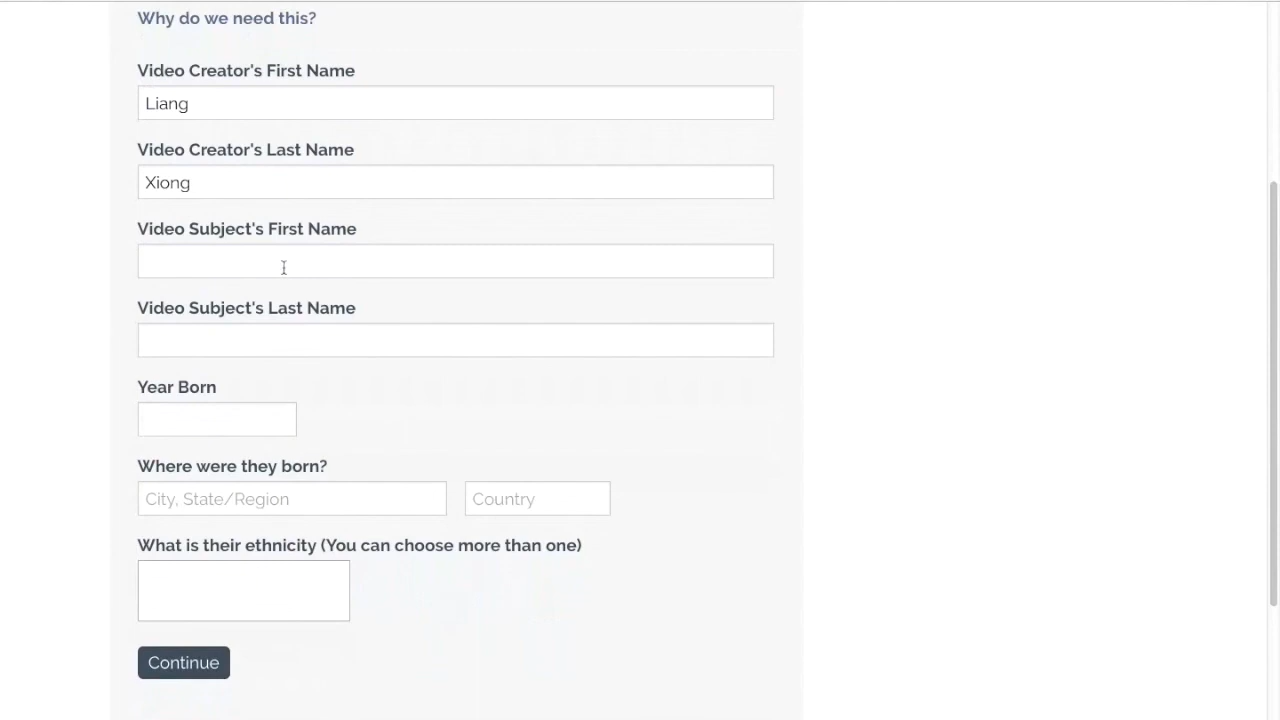 Why do we need this?
Video Creator's First Name
Liang
Video Creator's Last Name
Xiong
Video Subject's First Name
Video Subject's Last Name
Year Born
Where were they born?
City, State/Region Country
What is their ethnicity (You can choose more than one)
Continue